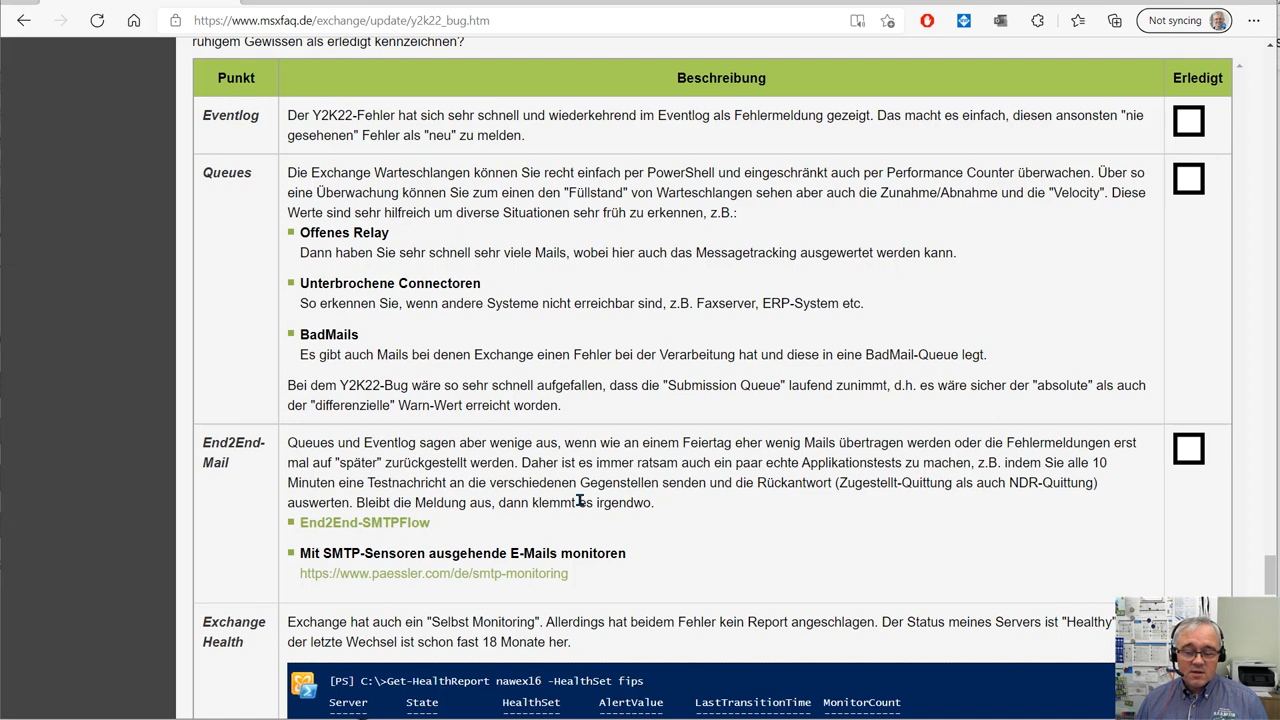 https://www.msxfaq.de/exchange/update/y2k22_bug.htm
Not syncing
ruhigem Gewissen als erledigt kennzeichnen?
Punkt
Beschreibung
Erledigt
Eventlog
Der Y2K22-Fehler hat sich sehr schnell und wiederkehrend im Eventlog als Fehlermeldung gezeigt. Das macht es einfach, diesen ansonsten "nie
gesehenen" Fehler als "neu" zu melden.
Queues
Die Exchange Warteschlangen können Sie recht einfach per PowerShell und eingeschränkt auch per Performance Counter überwachen. Über so
eine Überwachung können Sie zum einen den "Füllstand" von Warteschlangen sehen aber auch die Zunahme/Abnahme und die "Velocity". Diese
Werte sind sehr hilfreich um diverse Situationen sehr früh zu erkennen, z.B.:
Offenes Relay
Dann haben Sie sehr schnell sehr viele Mails, wobei hier auch das Messagetracking ausgewertet werden kann.
Unterbrochene Connectoren
So erkennen Sie, wenn andere Systeme nicht erreichbar sind, z.B. Faxserver, ERP-System etc.
BadMails
Es gibt auch Mails bei denen Exchange einen Fehler bei der Verarbeitung hat und diese in eine BadMail-Queue legt.
Bei dem Y2K22-Bug wäre so sehr schnell aufgefallen, dass die "Submission Queue" laufend zunimmt, d.h. es wäre sicher der "absolute" als auch
der "differenzielle" Warn-Wert erreicht worden.
End2End-
Mail
Queues und Eventlog sagen aber wenige aus, wenn wie an einem Feiertag eher wenig Mails übertragen werden oder die Fehlermeldungen erst
mal auf "später" zurückgestellt werden. Daher ist es immer ratsam auch ein paar echte Applikationstests zu machen, z.B. indem Sie alle 10
Minuten eine Testnachricht an die verschiedenen Gegenstellen senden und die Rückantwort (Zugestellt-Quittung als auch NDR-Quittung)
auswerten. Bleibt die Meldung aus, dann klemmt es irgendwo.
End2End-SMTPFlow
Mit SMTP-Sensoren ausgehende E-Mails monitoren
https://www.paessler.com/de/smtp-monitoring
Exchange
Health
Exchange hat auch ein "Selbst Monitoring". Allerdings hat beidem Fehler kein Report angeschlagen. Der Status meines Servers ist "Healthy"
der letzte Wechsel ist schon fast 18 Monate her.
[PS] C:\>Get-HealthReport nawex16 -HealthSet fips
Server State HealthSet AlertValue LastTransitionTime MonitorCount